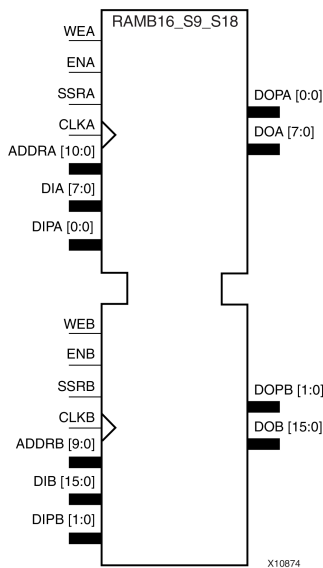 RAMB16_S9_S18
WEA
ENA
SSRA
CLKA
ADDRA [10:0]
DIA [7:0]
DIPA [0:0]
DOPA [0:0]
DOA [7:0]
WEB
ENB
SSRB
CLKB
ADDRB [9:0]
DIB [15:0]
DIPB [1:0]
DOPB [1:0]
DOB [15:0]
X10874